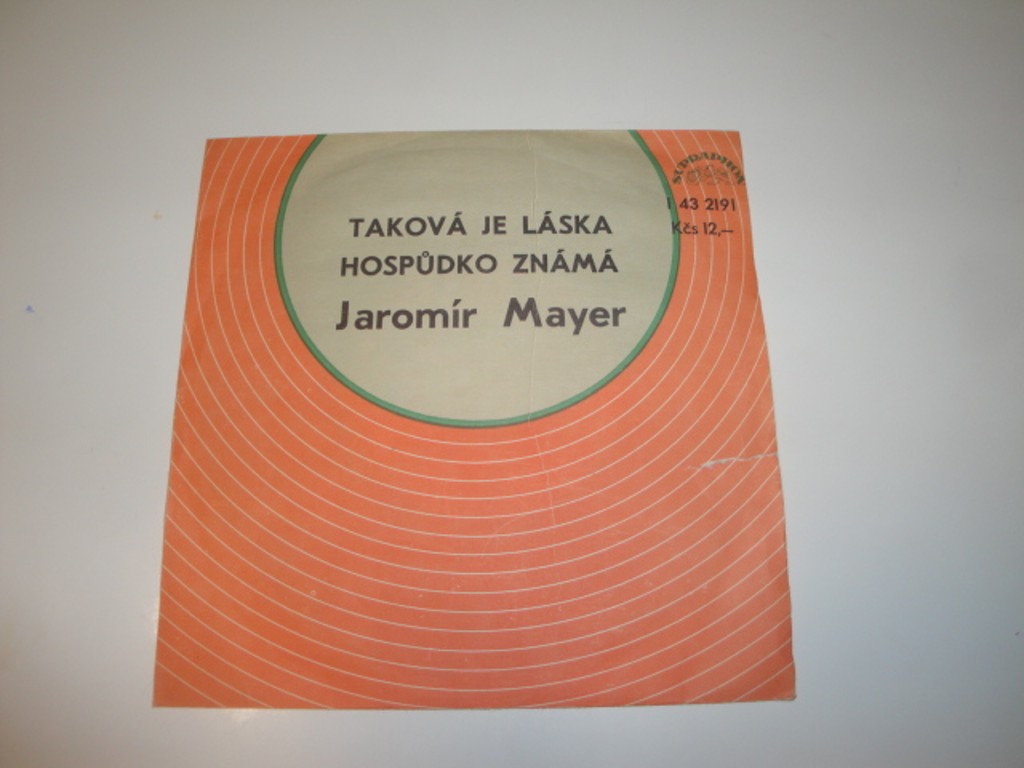 SUPRAPHON
1 43 2191
Kčs 12,–
TAKOVÁ JE LÁSKA
HOSPŮDKO ZNÁMÁ
Jaromír Mayer